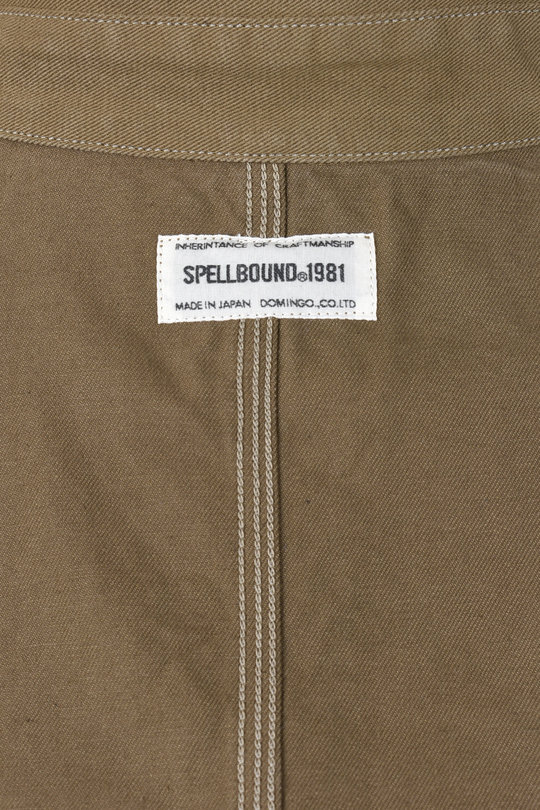 INHERINTANCE OF CRAFTMANSHIP
SPELLBOUND®1981
MADE IN JAPAN DOMINGO.,CO.LTD